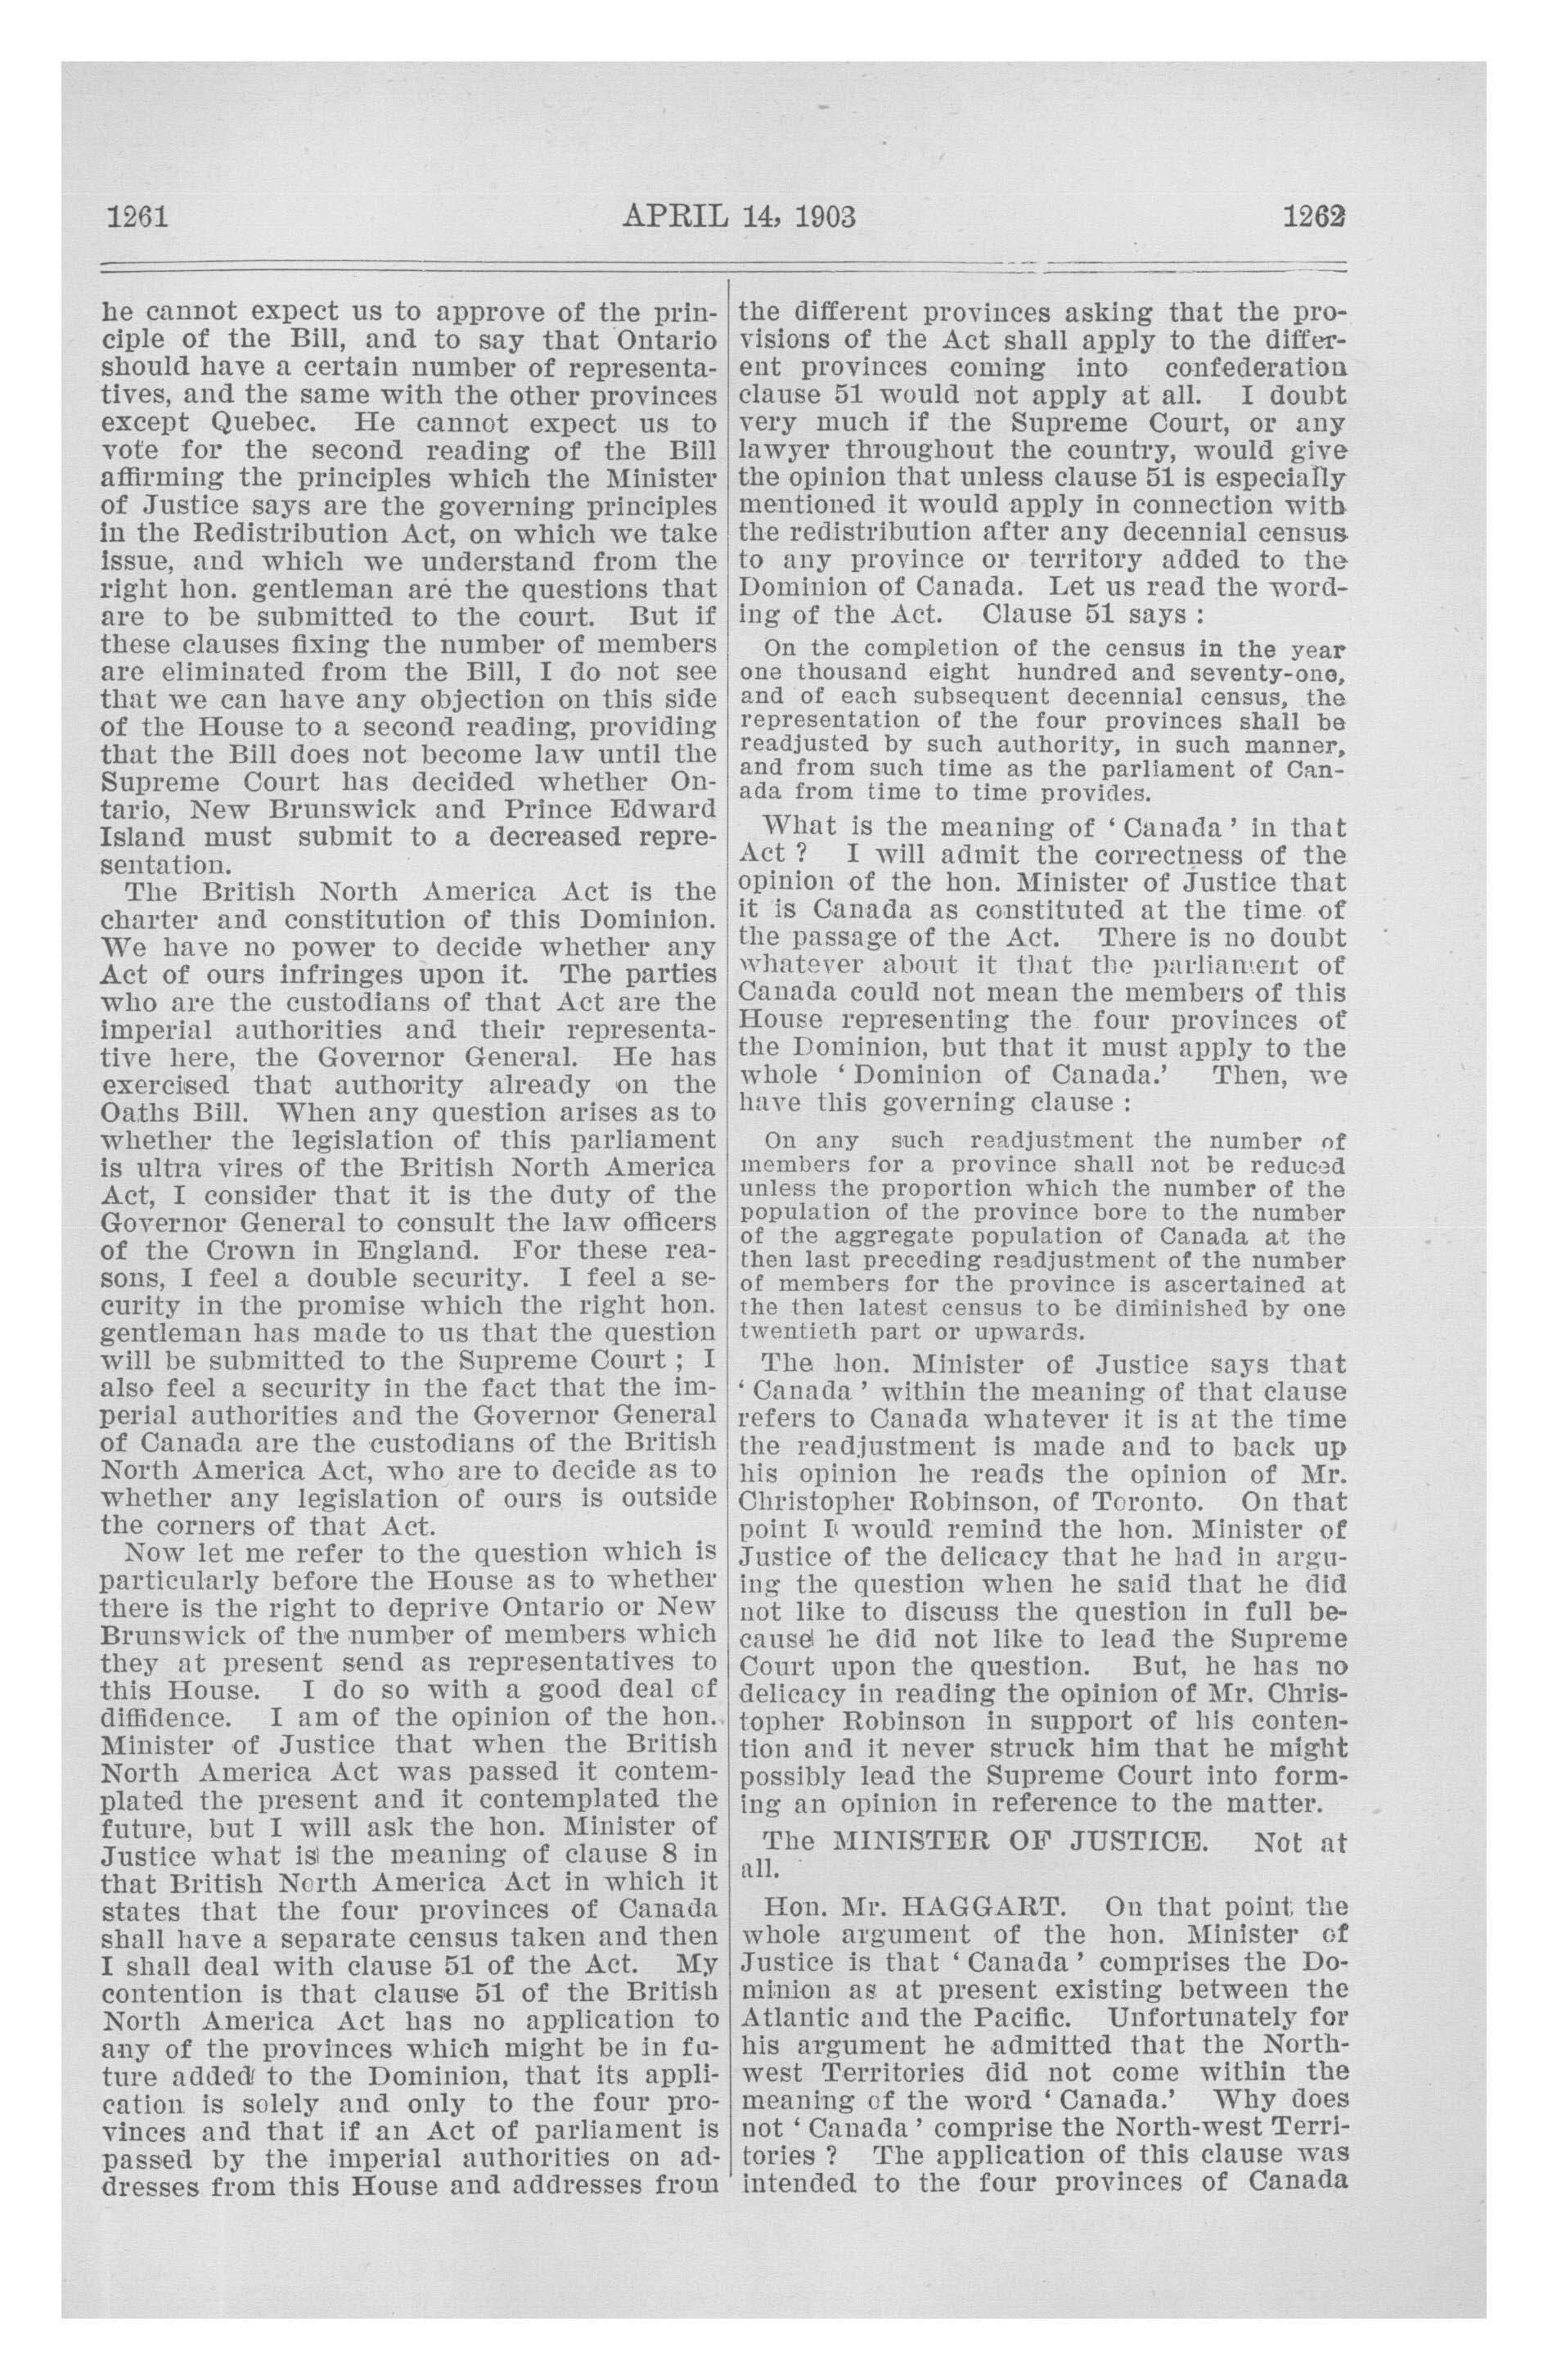 1261 APRIL 14, 1903 1262
he cannot expect us to approve of the prin-
ciple of the Bill, and to say that Ontario
should have a certain number of representa-
tives, and the same with the other provinces
except Quebec. He cannot expect us to
vote for the second reading of the Bill
affirming the principles which the Minister
of Justice says are the governing principles
in the Redistribution Act, on which we take
issue, and which we understand from the
right hon. gentleman are the questions that
are to be submitted to the court. But if
these clauses fixing the number of members
are eliminated from the Bill, I do not see
that we can have any objection on this side
of the House to a second reading, providing
that the Bill does not become law until the
Supreme Court has decided whether On-
tario, New Brunswick and Prince Edward
Island must submit to a decreased repre-
sentation.
The British North America Act is the
charter and constitution of this Dominion.
We have no power to decide whether any
Act of ours infringes upon it. The parties
who are the custodians of that Act are the
imperial authorities and their representa-
tive here, the Governor General. He has
exercised that authority already on the
Oaths Bill. When any question arises as to
whether the legislation of this parliament
is ultra vires of the British North America
Act, I consider that it is the duty of the
Governor General to consult the law officers
of the Crown in England. For these rea-
sons, I feel a double security. I feel a se-
curity in the promise which the right hon.
gentleman has made to us that the question
will be submitted to the Supreme Court ; I
also feel a security in the fact that the im-
perial authorities and the Governor General
of Canada are the custodians of the British
North America Act, who are to decide as to
whether any legislation of ours is outside
the corners of that Act.
Now let me refer to the question which is
particularly before the House as to whether
there is the right to deprive Ontario or New
Brunswick of the number of members which
they at present send as representatives to
this House. I do so with a good deal of
diffidence. I am of the opinion of the hon.
Minister of Justice that when the British
North America Act was passed it contem-
plated the present and it contemplated the
future, but I will ask the hon. Minister of
Justice what is the meaning of clause 8 in
that British North America Act in which it
states that the four provinces of Canada
shall have a separate census taken and then
I shall deal with clause 51 of the Act. My
contention is that clause 51 of the British
North America Act has no application to
any of the provinces which might be in fu-
ture added to the Dominion, that its appli-
cation is solely and only to the four pro-
vinces and that if an Act of parliament is
passed by the imperial authorities on ad-
dresses from this House and addresses from
the different provinces asking that the pro-
visions of the Act shall apply to the differ-
ent provinces coming into confederation
clause 51 would not apply at all. I doubt
very much if the Supreme Court, or any
lawyer throughout the country, would give
the opinion that unless clause 51 is especially
mentioned it would apply in connection with
the redistribution after any decennial census
to any province or territory added to the
Dominion of Canada. Let us read the word-
ing of the Act. Clause 51 says :
On the completion of the census in the year
one thousand eight hundred and seventy-one,
and of each subsequent decennial census, the
representation of the four provinces shall be
readjusted by such authority, in such manner,
and from such time as the parliament of Can-
ada from time to time provides.
What is the meaning of ' Canada ' in that
Act ? I will admit the correctness of the
opinion of the hon. Minister of Justice that
it is Canada as constituted at the time of
the passage of the Act. There is no doubt
whatever about it that the parliament of
Canada could not mean the members of this
House representing the four provinces of
the Dominion, but that it must apply to the
whole ' Dominion of Canada.' Then, we
have this governing clause :
On any such readjustment the number of
members for a province shall not be reduced
unless the proportion which the number of the
population of the province bore to the number
of the aggregate population of Canada at the
then last preceding readjustment of the number
of members for the province is ascertained at
the then latest census to be diminished by one
twentieth part or upwards.
The hon. Minister of Justice says that
' Canada ' within the meaning of that clause
refers to Canada whatever it is at the time
the readjustment is made and to back up
his opinion he reads the opinion of Mr.
Christopher Robinson, of Toronto. On that
point I would remind the hon. Minister of
Justice of the delicacy that he had in argu-
ing the question when he said that he did
not like to discuss the question in full be-
cause he did not like to lead the Supreme
Court upon the question. But, he has no
delicacy in reading the opinion of Mr. Chris-
topher Robinson in support of his conten-
tion and it never struck him that he might
possibly lead the Supreme Court into form-
ing an opinion in reference to the matter.
The MINISTER OF JUSTICE. Not at
all.
Hon. Mr. HAGGART. On that point the
whole argument of the hon. Minister of
Justice is that ' Canada ' comprises the Do-
minion as at present existing between the
Atlantic and the Pacific. Unfortunately for
his argument he admitted that the North-
west Territories did not come within the
meaning of the word ' Canada.' Why does
not ' Canada ' comprise the North-west Terri-
tories ? The application of this clause was
intended to the four provinces of Canada